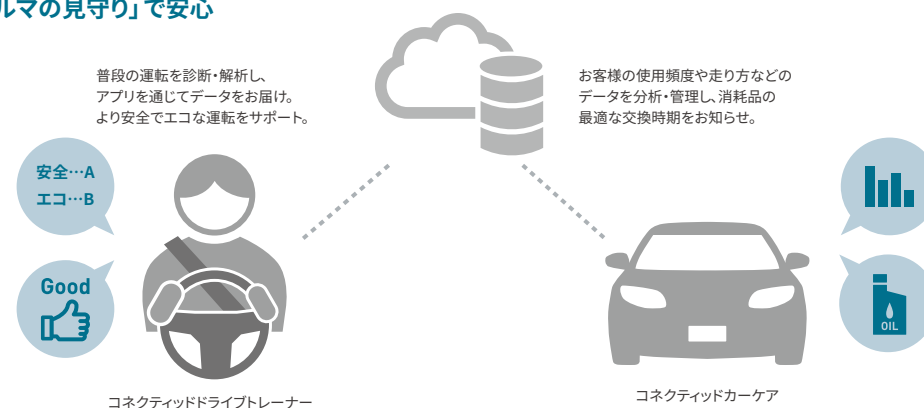 ルマの見守り」で安心
普段の運転を診断・解析し、
アプリを通じてデータをお届け。
より安全でエコな運転をサポート。
お客様の使用頻度や走り方などの
データを分析・管理し、消耗品の
最適な交換時期をお知らせ。
安全…A
エコ…B
Good
OIL
コネクティッドドライブトレーナー
コネクティッドカーケア